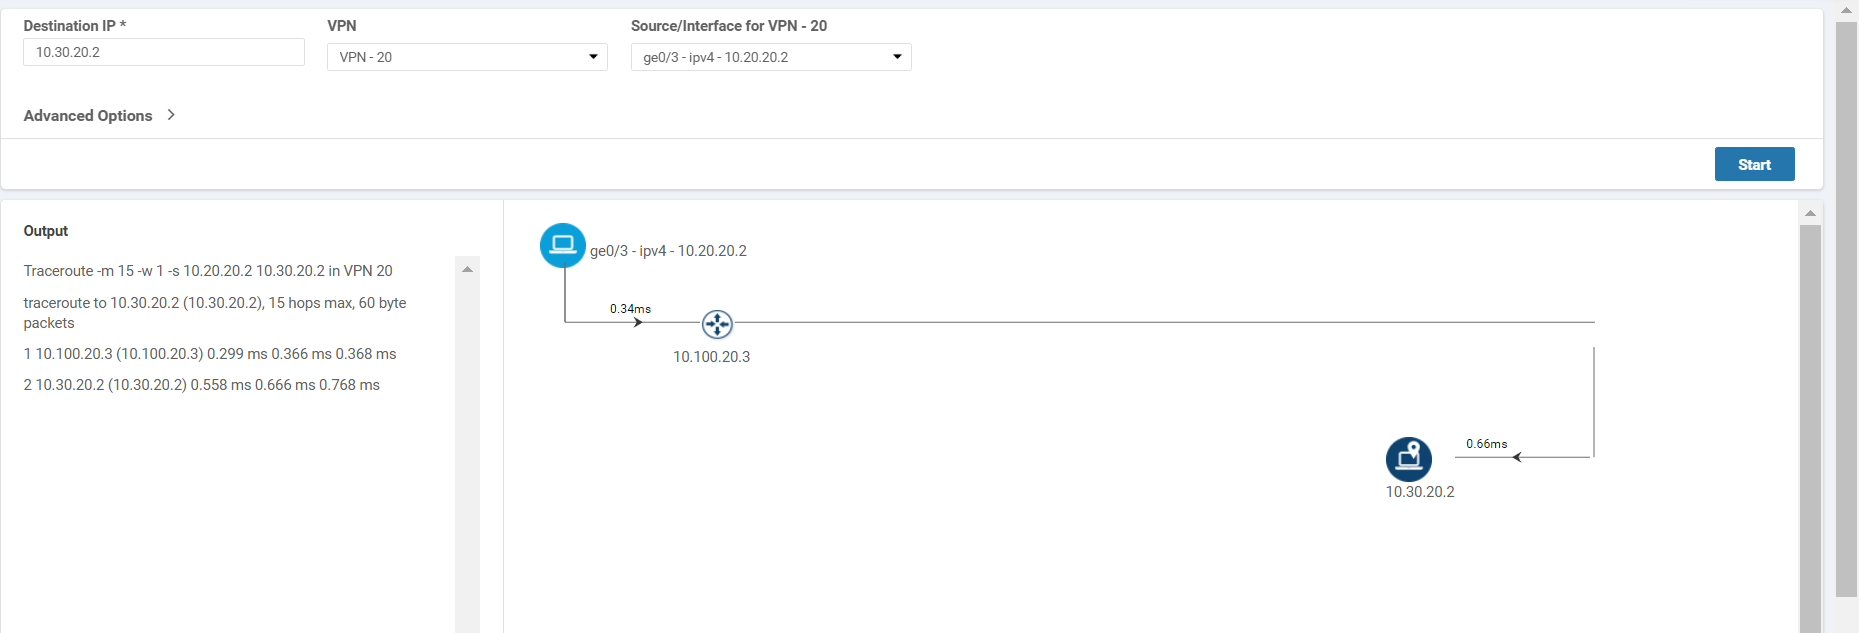 Destination IP *
VPN
Source/Interface for VPN - 20
10.30.20.2
VPN - 20
ge0/3 - ipv4 - 10.20.20.2
Advanced Options
Start
Output
Traceroute -m 15 -w 1 -s 10.20.20.2 10.30.20.2 in VPN 20
traceroute to 10.30.20.2 (10.30.20.2), 15 hops max, 60 byte
packets
1 10.100.20.3 (10.100.20.3) 0.299 ms 0.366 ms 0.368 ms
2 10.30.20.2 (10.30.20.2) 0.558 ms 0.666 ms 0.768 ms
ge0/3 - ipv4 - 10.20.20.2
0.34ms
10.100.20.3
0.66ms
10.30.20.2